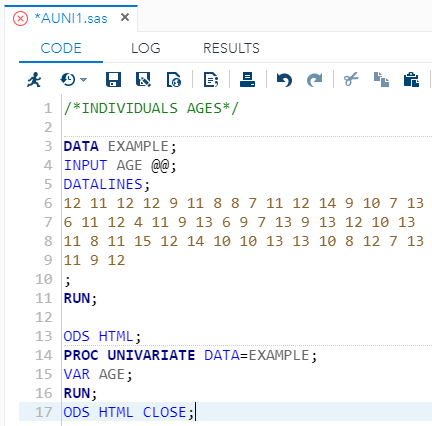 *AUNI1.sas ×
CODE LOG RESULTS
1 /*INDIVIDUALS AGES*/
2
3 DATA EXAMPLE;
4 INPUT AGE @@;
5 DATALINES;
6 12 11 12 12 9 11 8 8 7 11 12 14 9 10 7 13
7 6 11 12 4 11 9 13 6 9 7 13 9 13 12 10 13
8 11 8 11 15 12 14 10 10 13 13 10 8 12 7 13
9 11 9 12
10 ;
11 RUN;
12
13 ODS HTML;
14 PROC UNIVARIATE DATA=EXAMPLE;
15 VAR AGE;
16 RUN;
17 ODS HTML CLOSE;